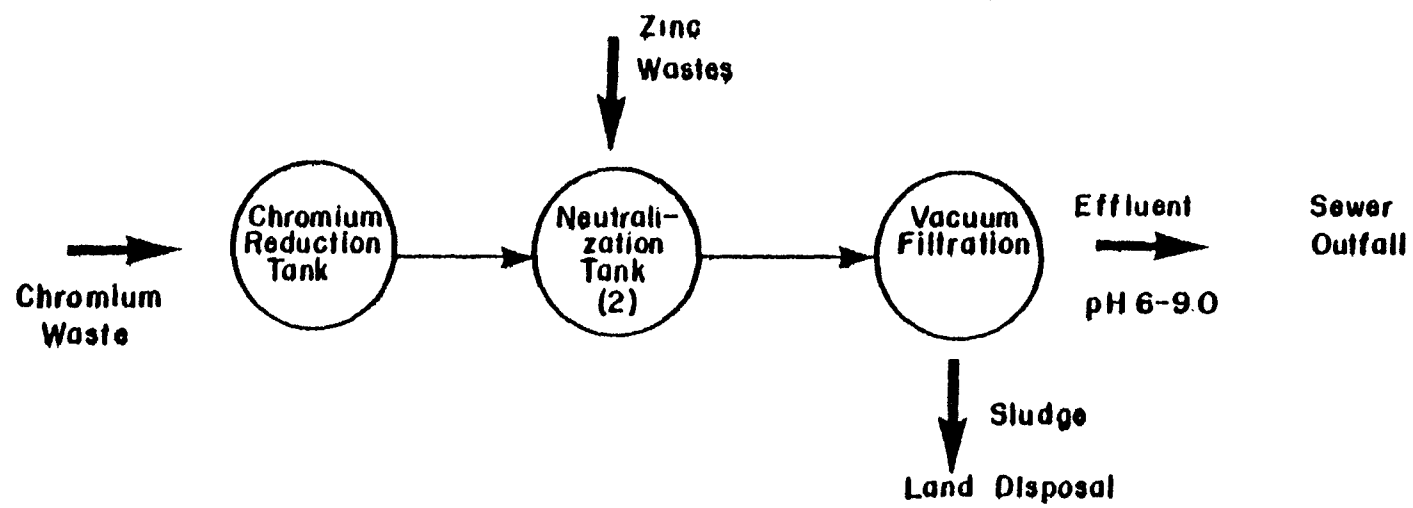 Zinc
Wastes
Chromium
Reduction
Tank
Neutrali-
zation
Tank
(2)
Vacuum
Filtration
Effluent
Sewer
Outfall
Chromium
Waste
pH 6-9.0
Sludge
Land Disposal